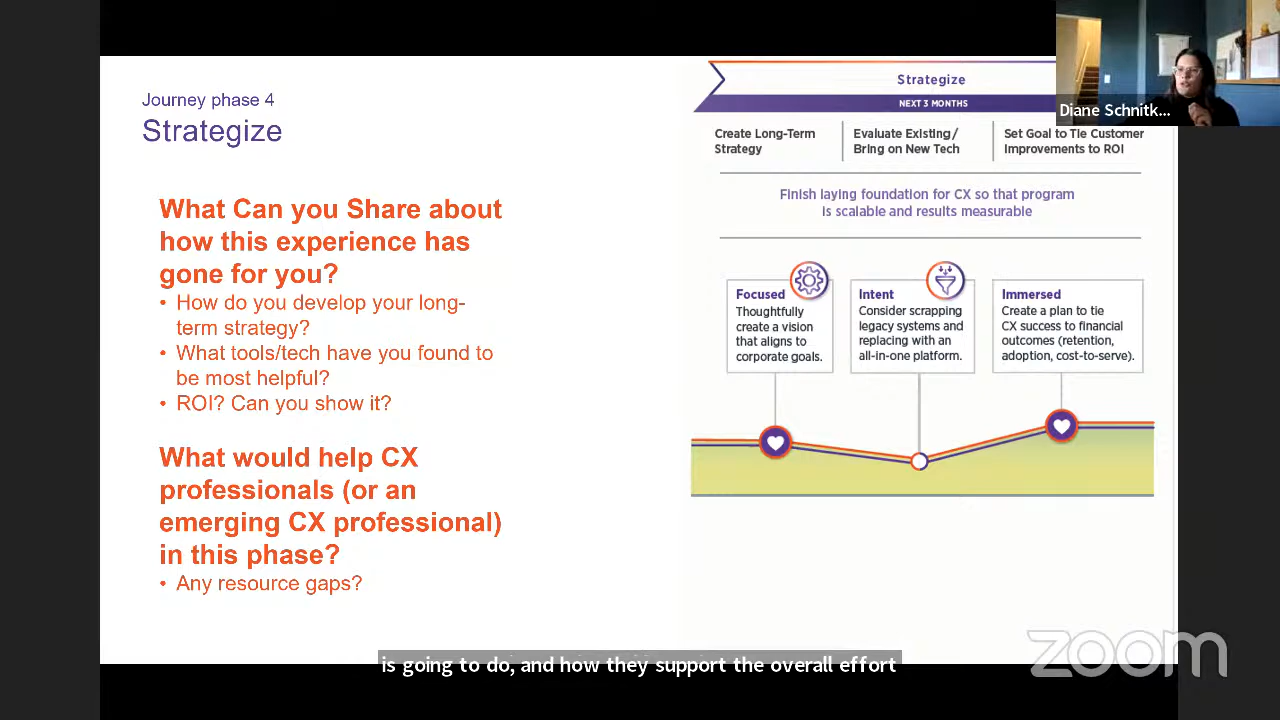 Journey phase 4
Strategize
What Can you Share about
how this experience has
gone for you?
• How do you develop your long-
term strategy?
• What tools/tech have you found to
be most helpful?
• ROI? Can you show it?
What would help CX
professionals (or an
emerging CX professional)
in this phase?
• Any resource gaps?
Strategize
NEXT 3 MONTHS
Create Long-Term
Strategy
Evaluate Existing/
Bring on New Tech
Set Goal to Tie Customer
Improvements to ROI
Finish laying foundation for CX so that program
is scalable and results measurable
Focused
Thoughtfully
create a vision
that aligns to
corporate goals.
Intent
Consider scrapping
legacy systems and
replacing with an
all-in-one platform.
Immersed
Create a plan to tie
CX success to financial
outcomes (retention,
adoption, cost-to-serve).
Diane Schnitk...
is going to do, and how they support the overall effort
zoom